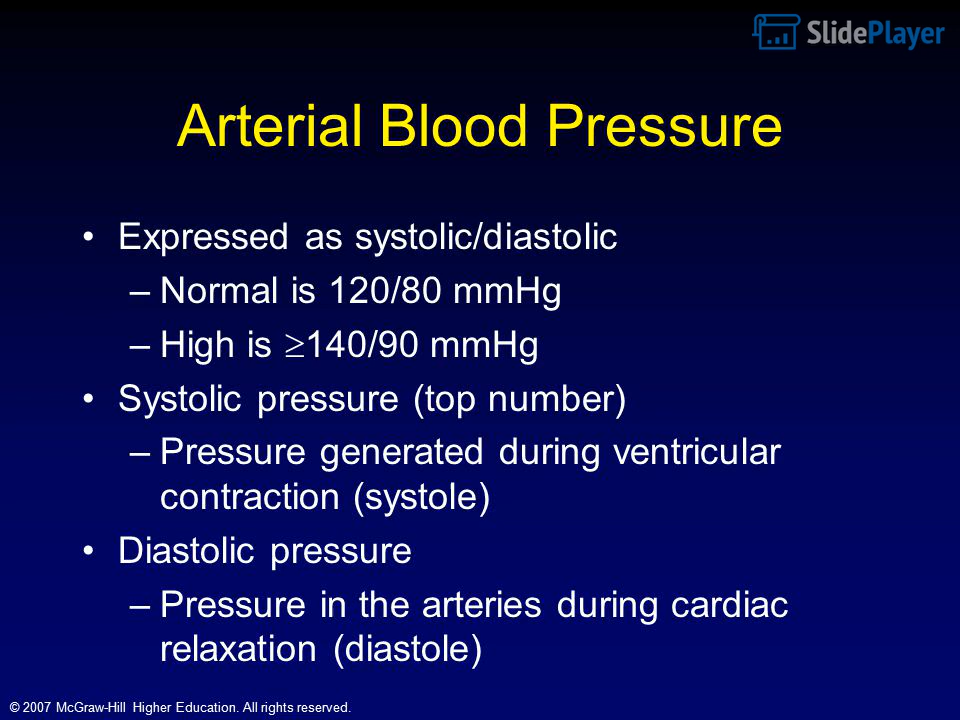 SlidePlayer
Arterial Blood Pressure
• Expressed as systolic/diastolic
– Normal is 120/80 mmHg
– High is ≥140/90 mmHg
• Systolic pressure (top number)
– Pressure generated during ventricular
contraction (systole)
• Diastolic pressure
– Pressure in the arteries during cardiac
relaxation (diastole)
© 2007 McGraw-Hill Higher Education. All rights reserved.